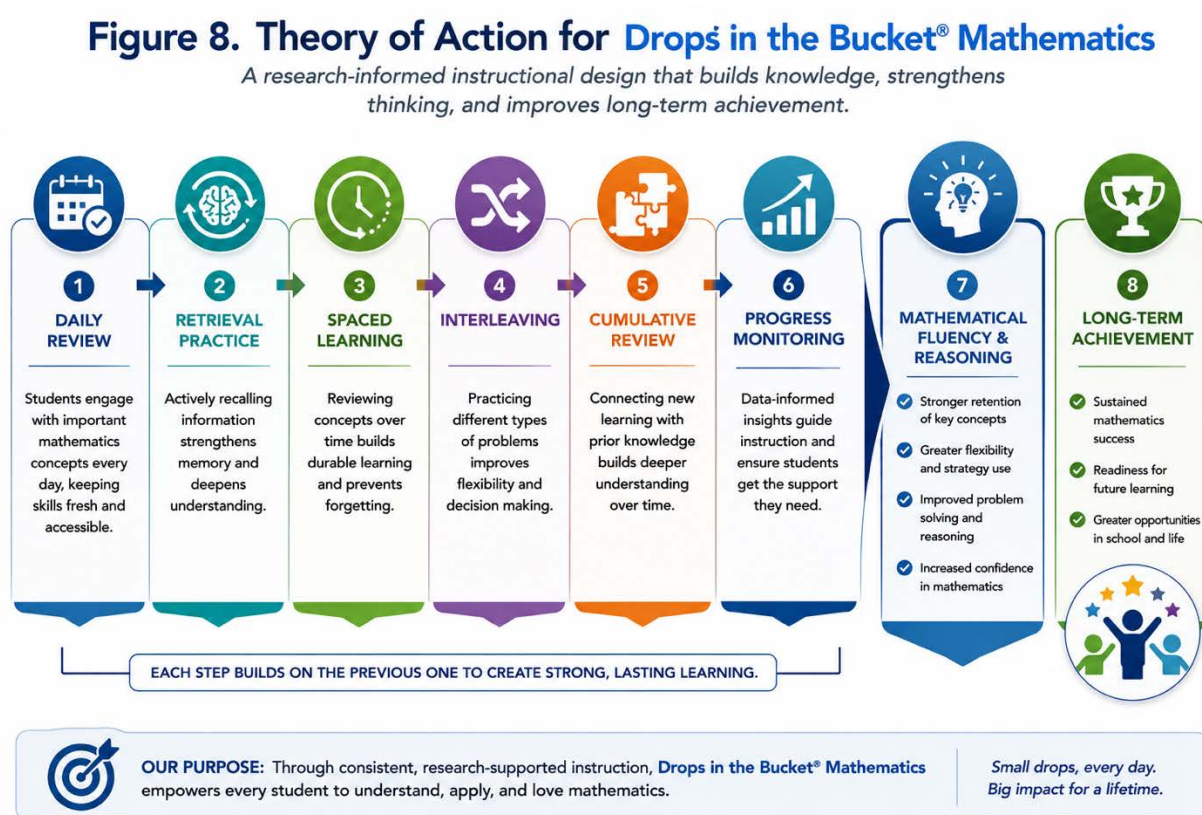 Figure 8. Theory of Action for Drops in the Bucket® Mathematics
A research-informed instructional design that builds knowledge, strengthens
thinking, and improves long-term achievement.
1
DAILY
REVIEW
Students engage
with important
mathematics
concepts every
day, keeping
skills fresh and
accessible.
2
RETRIEVAL
PRACTICE
Actively recalling
information
strengthens
memory and
deepens
understanding.
3
SPACED
LEARNING
Reviewing
concepts over
time builds
durable learning
and prevents
forgetting.
4
INTERLEAVING
Practicing
different types
of problems
improves
flexibility and
decision making.
5
CUMULATIVE
REVIEW
Connecting new
learning with
prior knowledge
builds deeper
understanding
over time.
6
PROGRESS
MONITORING
Data-informed
insights guide
instruction and
ensure students
get the support
they need.
7
MATHEMATICAL
FLUENCY &
REASONING
Stronger retention
of key concepts
Greater flexibility
and strategy use
Improved problem
solving and
reasoning
Increased confidence
in mathematics
8
LONG-TERM
ACHIEVEMENT
Sustained
mathematics
success
Readiness for
future learning
Greater opportunities
in school and life
EACH STEP BUILDS ON THE PREVIOUS ONE TO CREATE STRONG, LASTING LEARNING.
OUR PURPOSE: Through consistent, research-supported instruction, Drops in the Bucket® Mathematics
empowers every student to understand, apply, and love mathematics.
Small drops, every day.
Big impact for a lifetime.